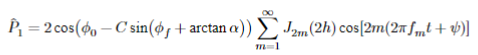 \hat{P}_1 = 2\cos(\phi_0 - C\sin(\phi_f + \arctan\alpha)) \sum_{m=1}^{\infty} J_{2m}(2h)\cos[2m(2\pi f_m t + \psi)]